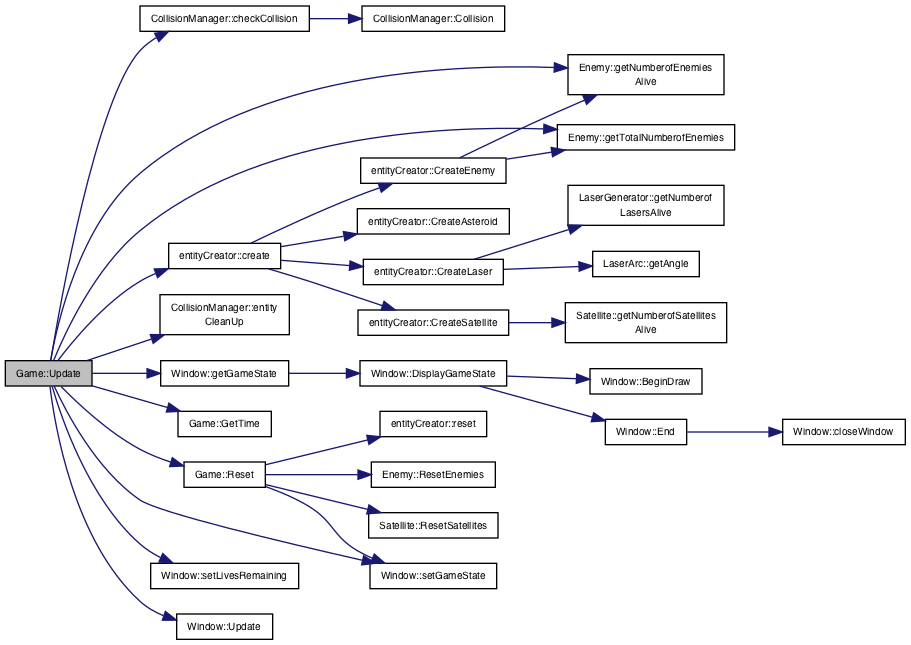 CollisionManager::checkCollision
CollisionManager::Collision
Enemy::getNumberofEnemies
Alive
Enemy::getTotalNumberofEnemies
entityCreator::CreateEnemy
LaserGenerator::getNumberof
LasersAlive
entityCreator::CreateAsteroid
entityCreator::create
entityCreator::CreateLaser
LaserArc::getAngle
CollisionManager::entity
CleanUp
entityCreator::CreateSatellite
Satellite::getNumberofSatellites
Alive
Game::Update
Window::getGameState
Window::DisplayGameState
Window::BeginDraw
Game::GetTime
entityCreator::reset
Window::End
Window::closeWindow
Game::Reset
Enemy::ResetEnemies
Satellite::ResetSatellites
Window::setLivesRemaining
Window::setGameState
Window::Update